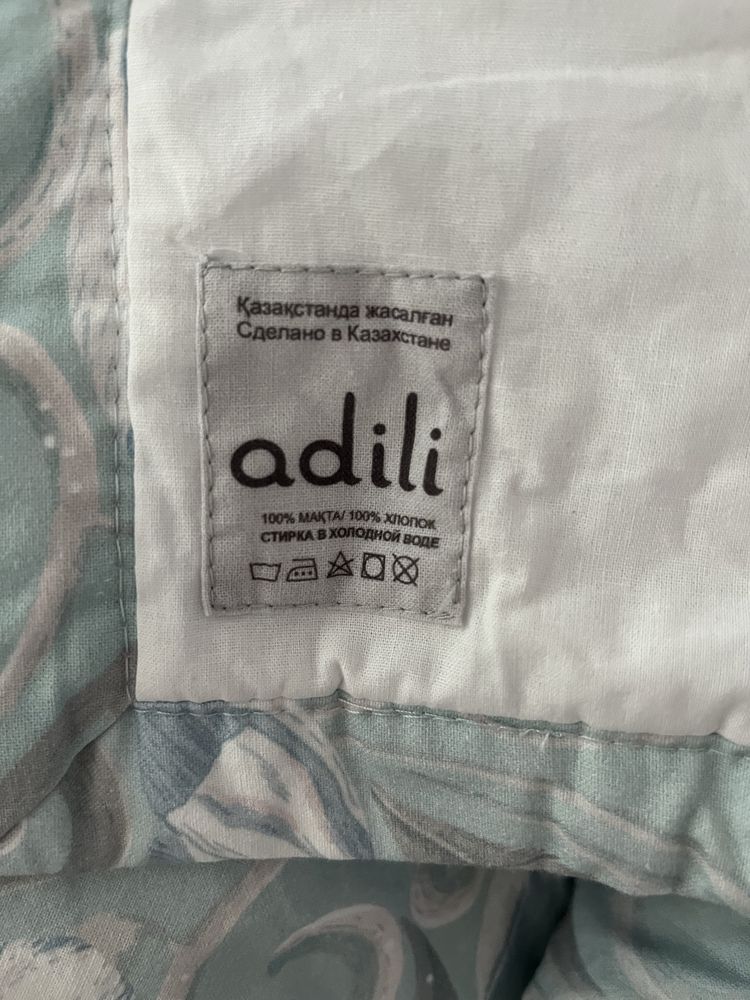 Қазақстанда жасалған
Сделано в Казахстане
adili
100% МАҚТА/ 100% ХЛОПОК
СТИРКА В ХОЛОДНОЙ ВОДЕ